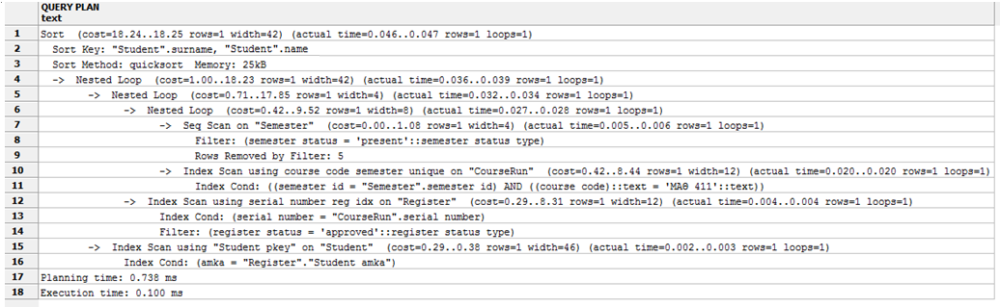 QUERY PLAN
text
1 Sort (cost=18.24..18.25 rows=1 width=42) (actual time=0.046..0.047 rows=1 loops=1)
2 Sort Key: "Student".surname, "Student".name
3 Sort Method: quicksort Memory: 25kB
4 -> Nested Loop (cost=1.00..18.23 rows=1 width=42) (actual time=0.036..0.039 rows=1 loops=1)
5 -> Nested Loop (cost=0.71..17.85 rows=1 width=4) (actual time=0.032..0.034 rows=1 loops=1)
6 -> Nested Loop (cost=0.42..9.52 rows=1 width=8) (actual time=0.027..0.028 rows=1 loops=1)
7 -> Seq Scan on "Semester" (cost=0.00..1.08 rows=1 width=4) (actual time=0.005..0.006 rows=1 loops=1)
8 Filter: (semester status = 'present'::semester status type)
9 Rows Removed by Filter: 5
10 -> Index Scan using course code semester unique on "CourseRun" (cost=0.42..8.44 rows=1 width=12) (actual time=0.020..0.020 rows=1 loops=1)
11 Index Cond: ((semester id = "Semester".semester id) AND ((course code)::text = 'ΜΑΘ 411'::text))
12 -> Index Scan using serial number reg idx on "Register" (cost=0.29..8.31 rows=1 width=12) (actual time=0.004..0.004 rows=1 loops=1)
13 Index Cond: (serial number = "CourseRun".serial number)
14 Filter: (register status = 'approved'::register status type)
15 -> Index Scan using "Student pkey" on "Student" (cost=0.29..0.38 rows=1 width=46) (actual time=0.002..0.003 rows=1 loops=1)
16 Index Cond: (amka = "Register"."Student amka")
17 Planning time: 0.738 ms
18 Execution time: 0.100 ms